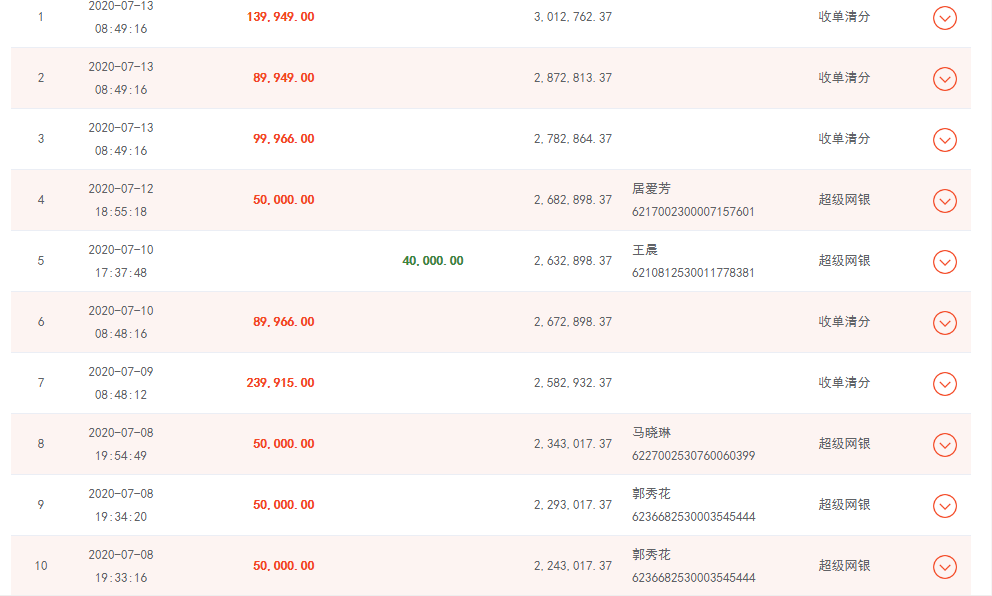 1 2020-07-13 08:49:16 139,949.00 3,012,762.37 收单清分
2 2020-07-13 08:49:16 89,949.00 2,872,813.37 收单清分
3 2020-07-13 08:49:16 99,966.00 2,782,864.37 收单清分
4 2020-07-12 18:55:18 50,000.00 2,682,898.37 居爱芳 6217002300007157601 超级网银
5 2020-07-10 17:37:48 40,000.00 2,632,898.37 王晨 6210812530011778381 超级网银
6 2020-07-10 08:48:16 89,966.00 2,672,898.37 收单清分
7 2020-07-09 08:48:12 239,915.00 2,582,932.37 收单清分
8 2020-07-08 19:54:49 50,000.00 2,343,017.37 马晓琳 6227002530760060399 超级网银
9 2020-07-08 19:34:20 50,000.00 2,293,017.37 郭秀花 6236682530003545444 超级网银
10 2020-07-08 19:33:16 50,000.00 2,243,017.37 郭秀花 6236682530003545444 超级网银